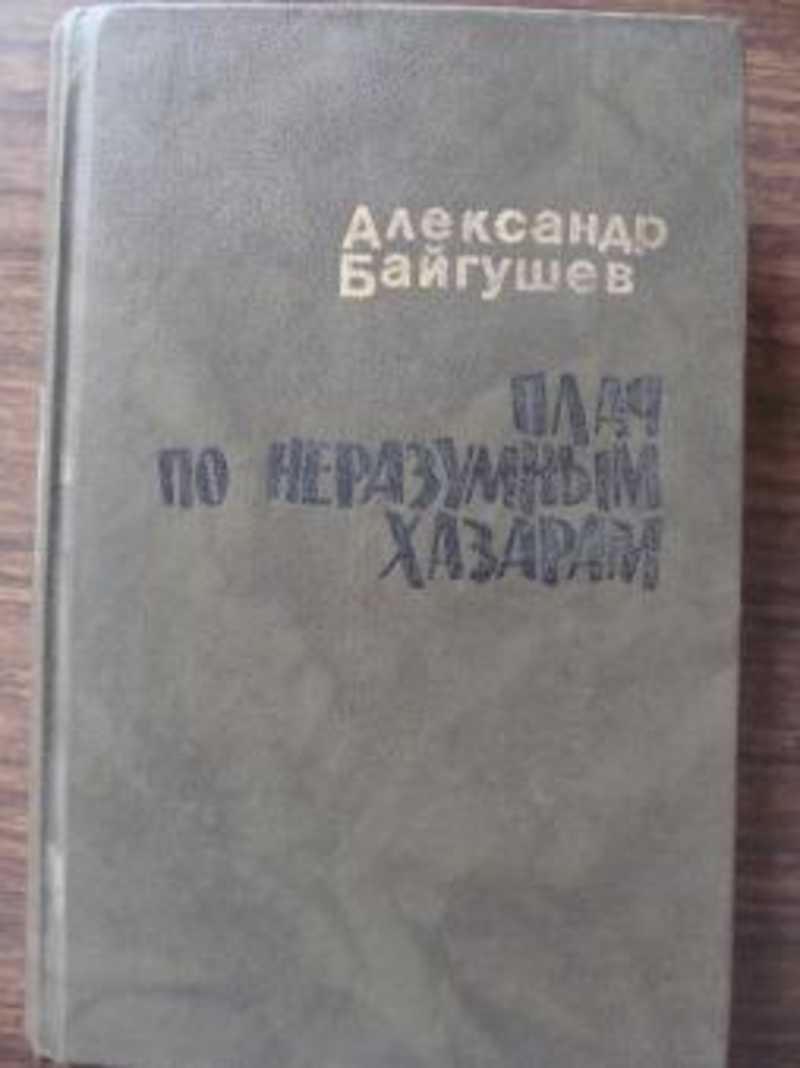 Александр
Байгушев
ПЛАЧ
ПО НЕРАЗУМНЫМ
ХАЗАРАМ